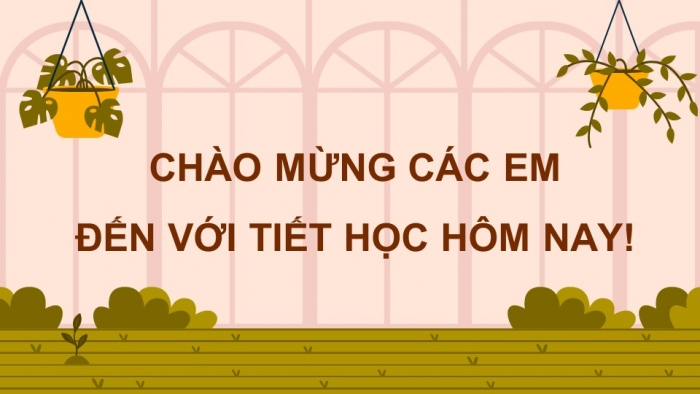 CHÀO MỪNG CÁC EM
ĐẾN VỚI TIẾT HỌC HÔM NAY!